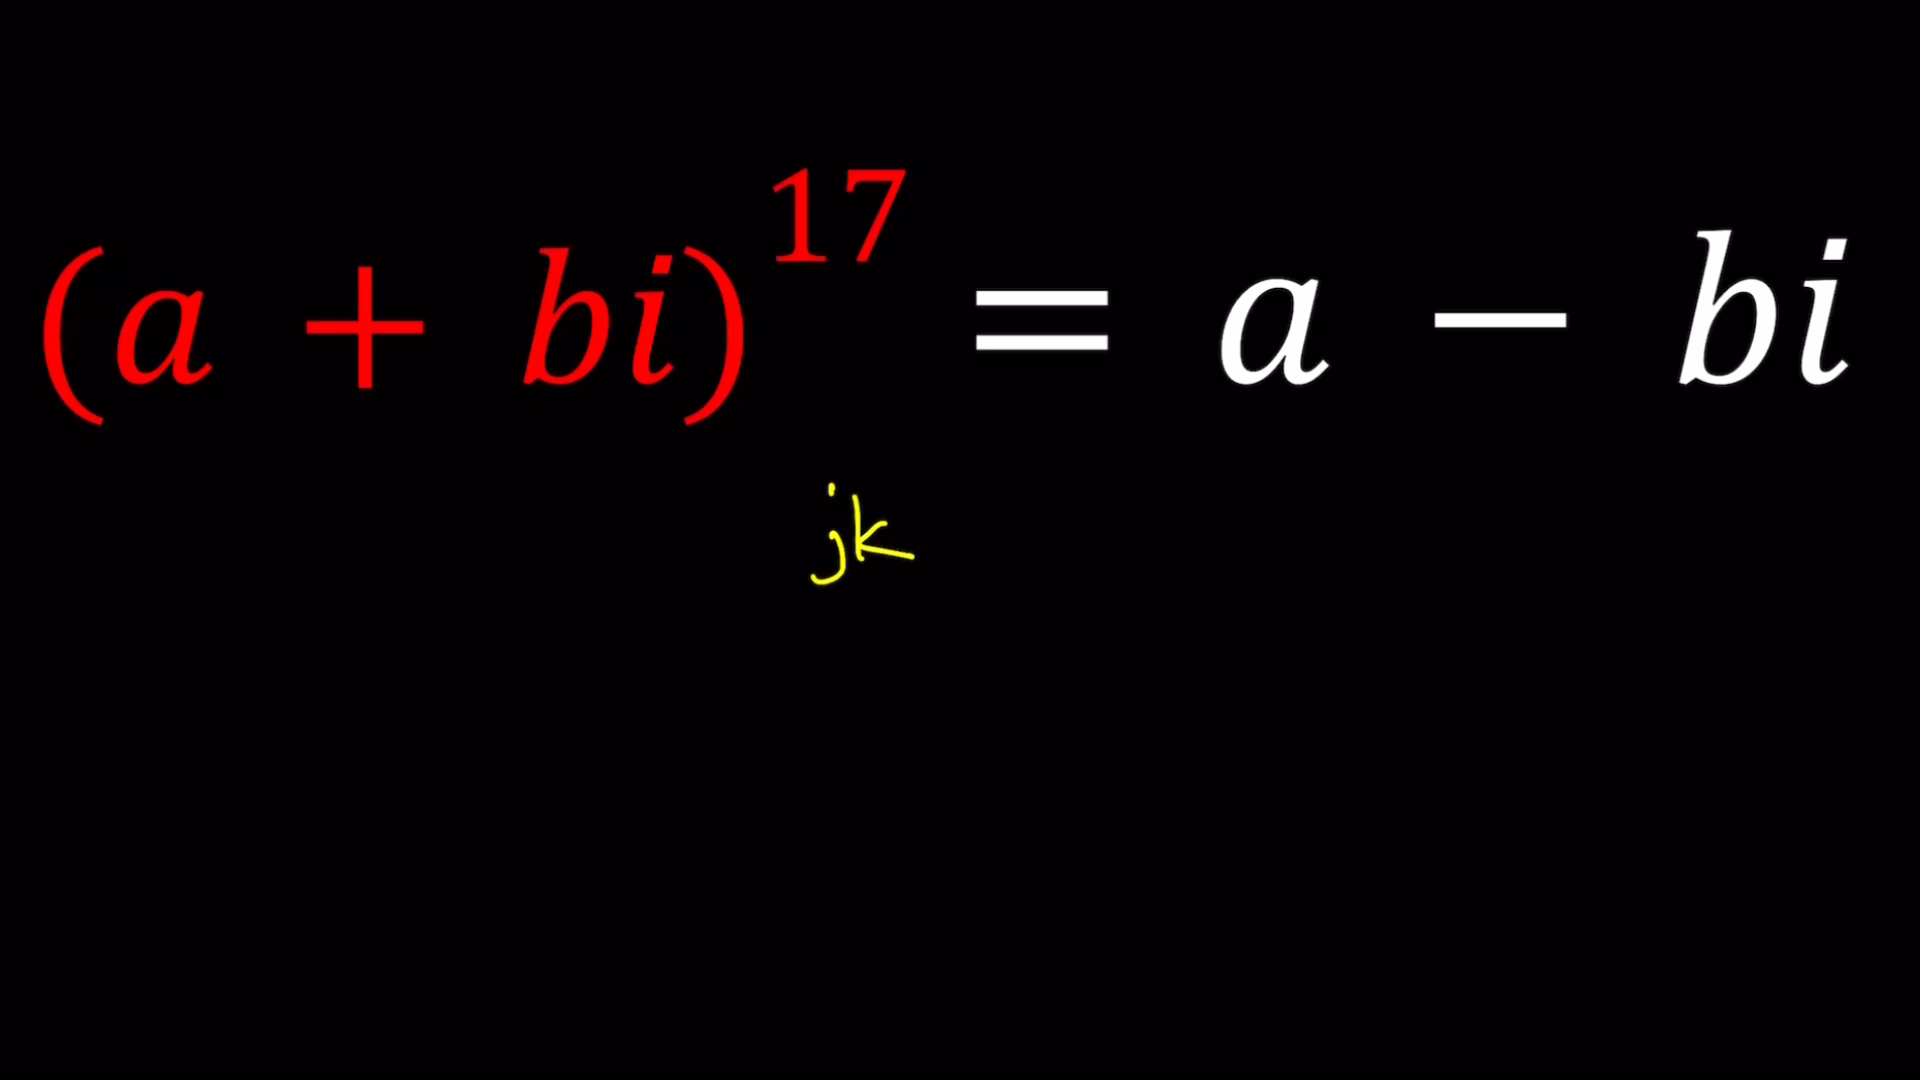 (a + bi)¹⁷ = a − bi
jk